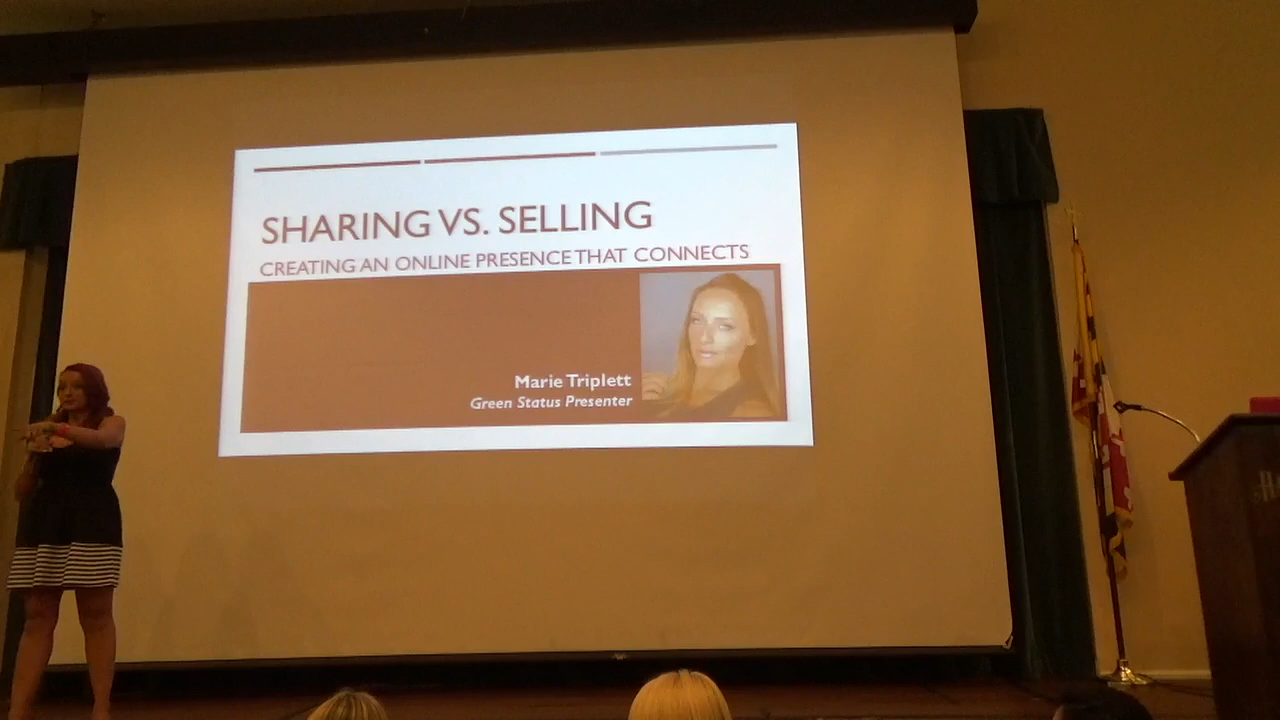 SHARING VS. SELLING
CREATING AN ONLINE PRESENCE THAT CONNECTS
Marie Triplett
Green Status Presenter